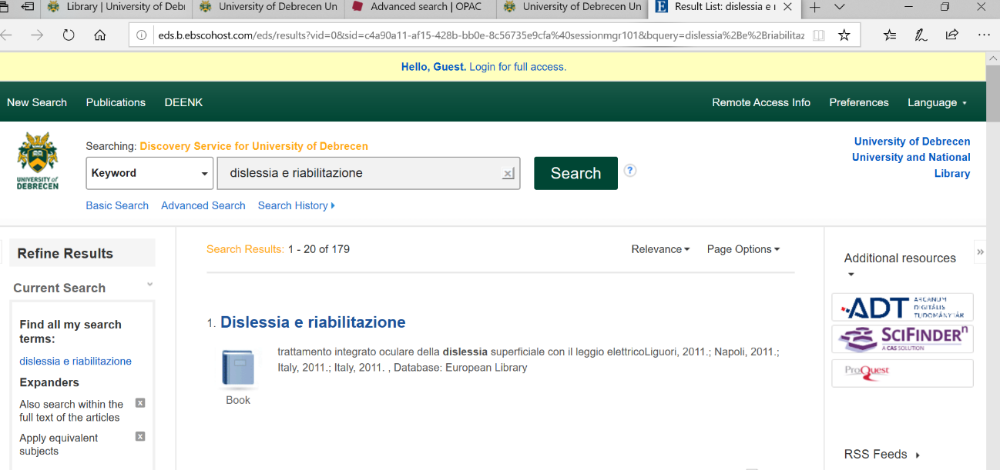 Library | University of Debr
University of Debrecen Un
Advanced search | OPAC
University of Debrecen Un
Result List: dislessia e r
eds.b.ebscohost.com/eds/results?vid=0&sid=c4a90a11-af15-428b-bb0e-8c56735e9cfa%40sessionmgr101&bquery=dislessia%2Be%2Briabilitaz
Hello, Guest. Login for full access.
New Search Publications DEENK Remote Access Info Preferences Language
UNIVERSITY of
DEBRECEN
Searching: Discovery Service for University of Debrecen
Keyword dislessia e riabilitazione x Search ?
Basic Search Advanced Search Search History
University of Debrecen
University and National
Library
Refine Results
Current Search
Find all my search
terms:
dislessia e riabilitazione
Expanders
Also search within the
full text of the articles
Apply equivalent
subjects
Search Results: 1 - 20 of 179 Relevance Page Options
1. Dislessia e riabilitazione
trattamento integrato oculare della dislessia superficiale con il leggio elettricoLiguori, 2011.; Napoli, 2011.;
Italy, 2011.; Italy, 2011. , Database: European Library
Book
Additional resources
ADT ARCANUM
DIGITÁLIS
TUDOMÁNYTÁR
SCIFINDERⁿ
A CAS SOLUTION
ProQuest
RSS Feeds